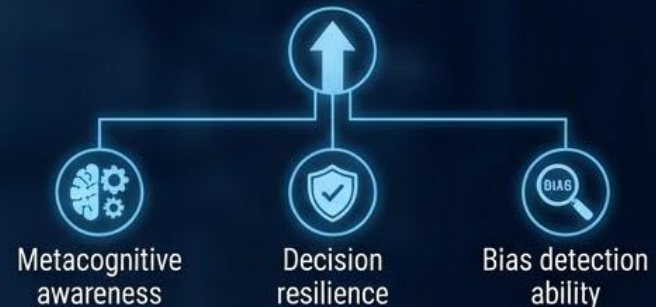 BIAS
Metacognitive
awareness
Decision
resilience
Bias detection
ability